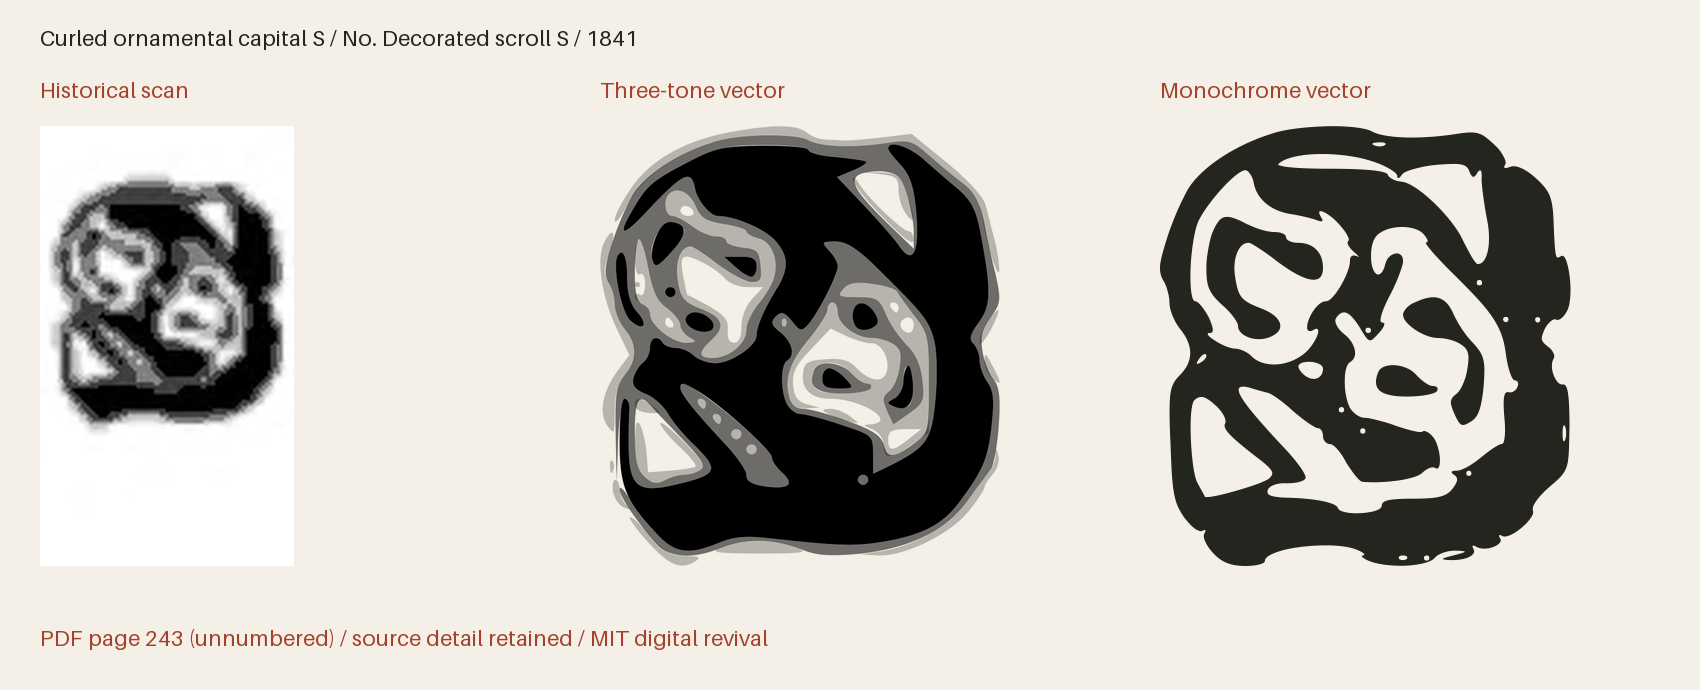 Curled ornamental capital S / No. Decorated scroll S / 1841
Historical scan
Three-tone vector
Monochrome vector
PDF page 243 (unnumbered) / source detail retained / MIT digital revival